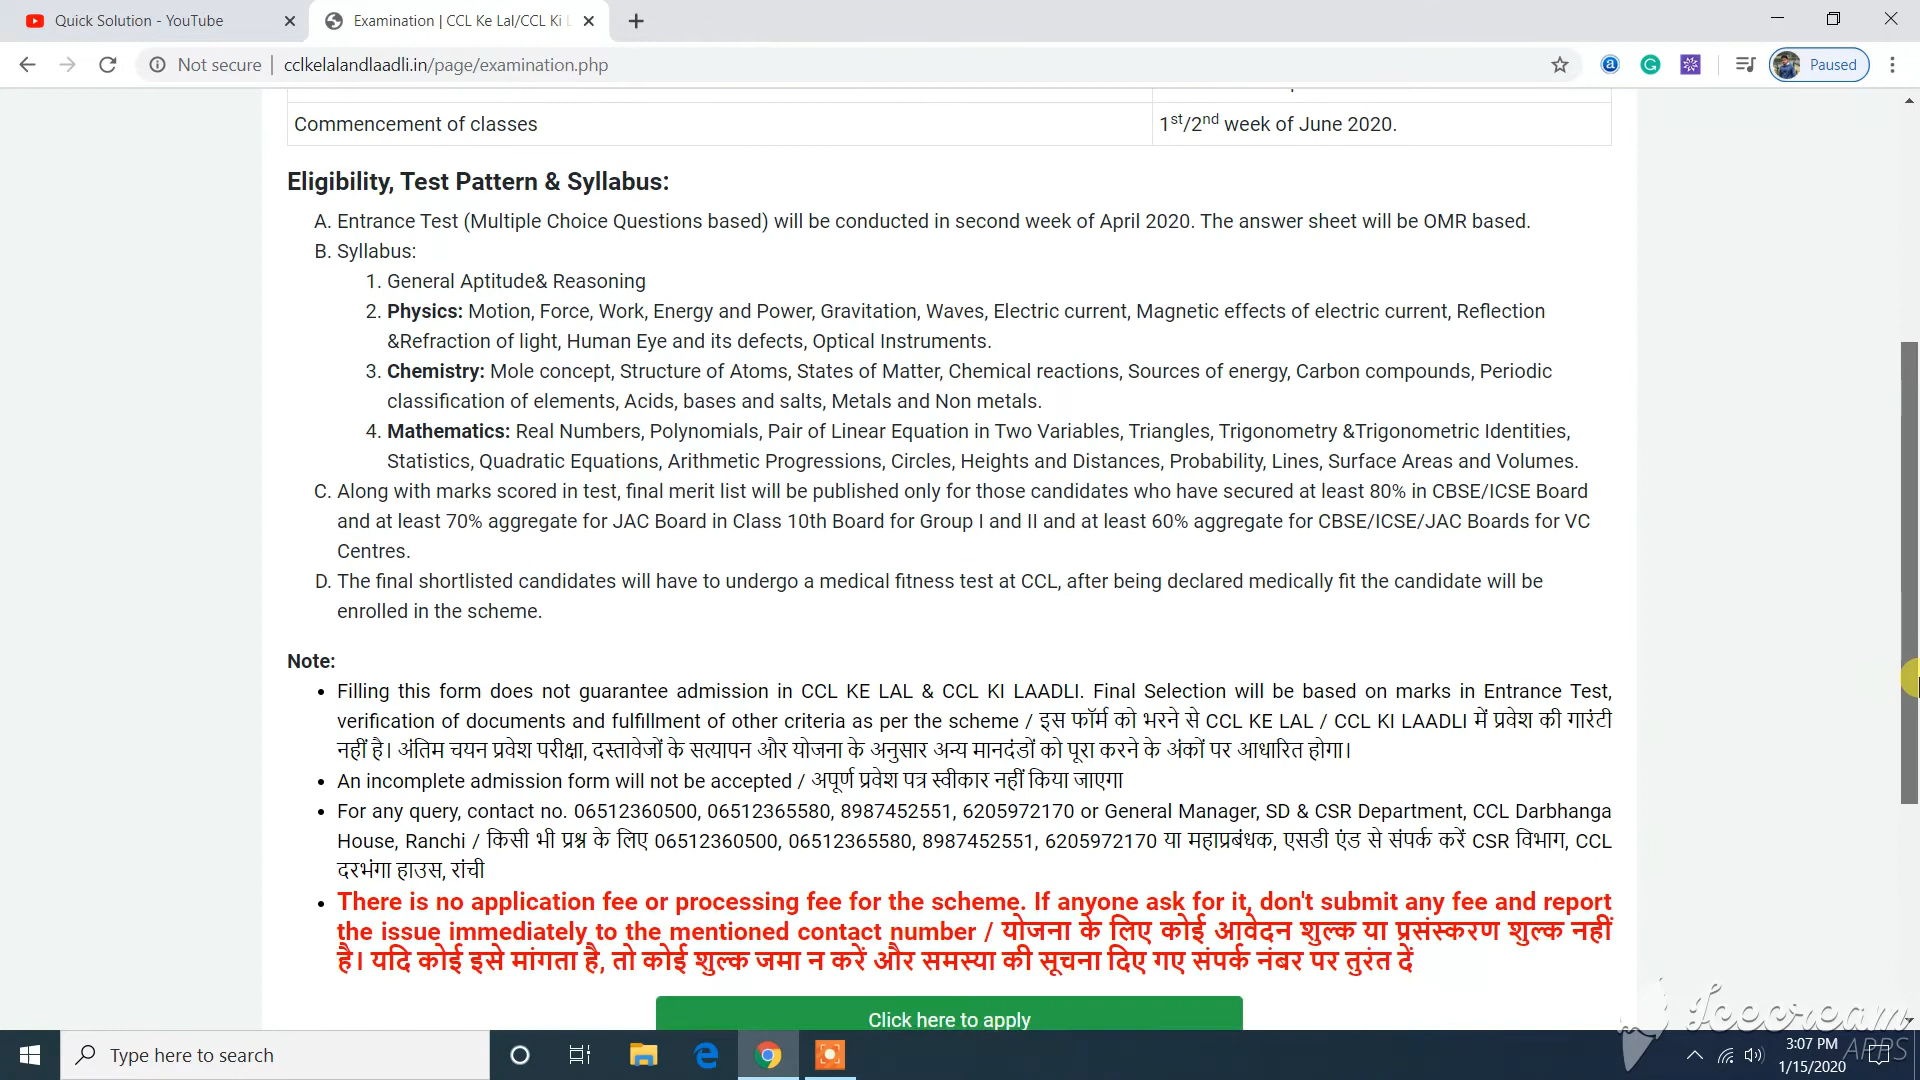 Quick Solution - YouTube
Examination | CCL Ke Lal/CCL Ki L
Not secure | cclkelalandlaadli.in/page/examination.php
Paused
Commencement of classes
1st/2nd week of June 2020.
Eligibility, Test Pattern & Syllabus:
A. Entrance Test (Multiple Choice Questions based) will be conducted in second week of April 2020. The answer sheet will be OMR based.
B. Syllabus:
1. General Aptitude& Reasoning
2. Physics: Motion, Force, Work, Energy and Power, Gravitation, Waves, Electric current, Magnetic effects of electric current, Reflection
&Refraction of light, Human Eye and its defects, Optical Instruments.
3. Chemistry: Mole concept, Structure of Atoms, States of Matter, Chemical reactions, Sources of energy, Carbon compounds, Periodic
classification of elements, Acids, bases and salts, Metals and Non metals.
4. Mathematics: Real Numbers, Polynomials, Pair of Linear Equation in Two Variables, Triangles, Trigonometry &Trigonometric Identities,
Statistics, Quadratic Equations, Arithmetic Progressions, Circles, Heights and Distances, Probability, Lines, Surface Areas and Volumes.
C. Along with marks scored in test, final merit list will be published only for those candidates who have secured at least 80% in CBSE/ICSE Board
and at least 70% aggregate for JAC Board in Class 10th Board for Group I and II and at least 60% aggregate for CBSE/ICSE/JAC Boards for VC
Centres.
D. The final shortlisted candidates will have to undergo a medical fitness test at CCL, after being declared medically fit the candidate will be
enrolled in the scheme.
Note:
• Filling this form does not guarantee admission in CCL KE LAL & CCL KI LAADLI. Final Selection will be based on marks in Entrance Test,
verification of documents and fulfillment of other criteria as per the scheme / इस फॉर्म को भरने से CCL KE LAL / CCL KI LAADLI में प्रवेश की गारंटी
नहीं है। अंतिम चयन प्रवेश परीक्षा, दस्तावेजों के सत्यापन और योजना के अनुसार अन्य मानदंडों को पूरा करने के अंकों पर आधारित होगा।
• An incomplete admission form will not be accepted / अपूर्ण प्रवेश पत्र स्वीकार नहीं किया जाएगा
• For any query, contact no. 06512360500, 06512365580, 8987452551, 6205972170 or General Manager, SD & CSR Department, CCL Darbhanga
House, Ranchi / किसी भी प्रश्न के लिए 06512360500, 06512365580, 8987452551, 6205972170 या महाप्रबंधक, एसडी एंड से संपर्क करें CSR विभाग, CCL
दरभंगा हाउस, रांची
• There is no application fee or processing fee for the scheme. If anyone ask for it, don't submit any fee and report
the issue immediately to the mentioned contact number / योजना के लिए कोई आवेदन शुल्क या प्रसंस्करण शुल्क नहीं
है। यदि कोई इसे मांगता है, तो कोई शुल्क जमा न करें और समस्या की सूचना दिए गए संपर्क नंबर पर तुरंत दें
Click here to apply
Icecream
APPS
Type here to search
3:07 PM
1/15/2020